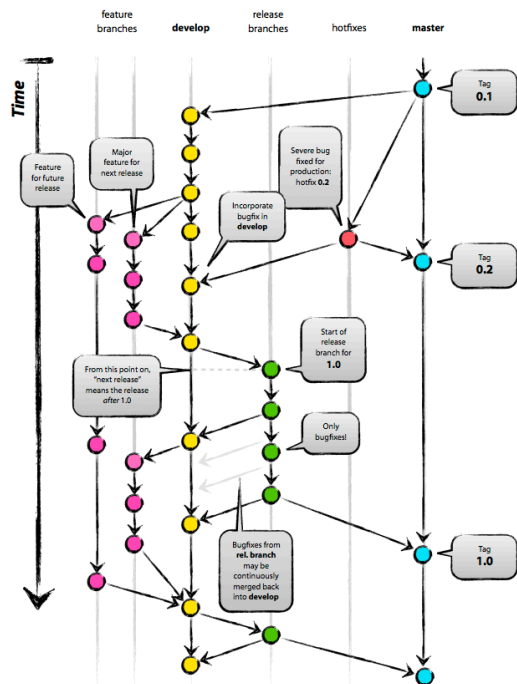 feature
branches
develop
release
branches
hotfixes
master
Time
Tag
0.1
Feature
for future
release
Major
feature for
next release
Severe bug
fixed for
production:
hotfix 0.2
Incorporate
bugfix in
develop
Tag
0.2
Start of
release
branch for
1.0
From this point on,
"next release"
means the release
after 1.0
Only
bugfixes!
Bugfixes from
rel. branch
may be
continuously
merged back
into develop
Tag
1.0